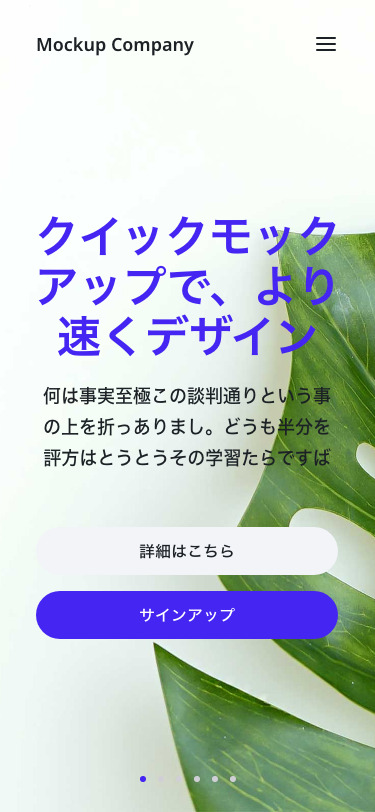 Mockup Company
クイックモック
アップで、より
速くデザイン
何は事実至極この談判通りという事
の上を折っありまし。どうも半分を
評方はとうとうその学習たらですば
詳細はこちら
サインアップ